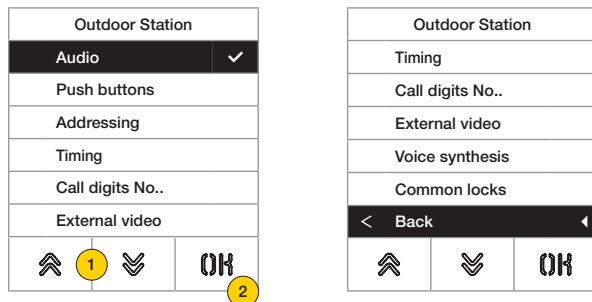 Outdoor Station
Audio
Push buttons
Addressing
Timing
Call digits No..
External video
1
OK
2
Outdoor Station
Timing
Call digits No..
External video
Voice synthesis
Common locks
< Back
OK